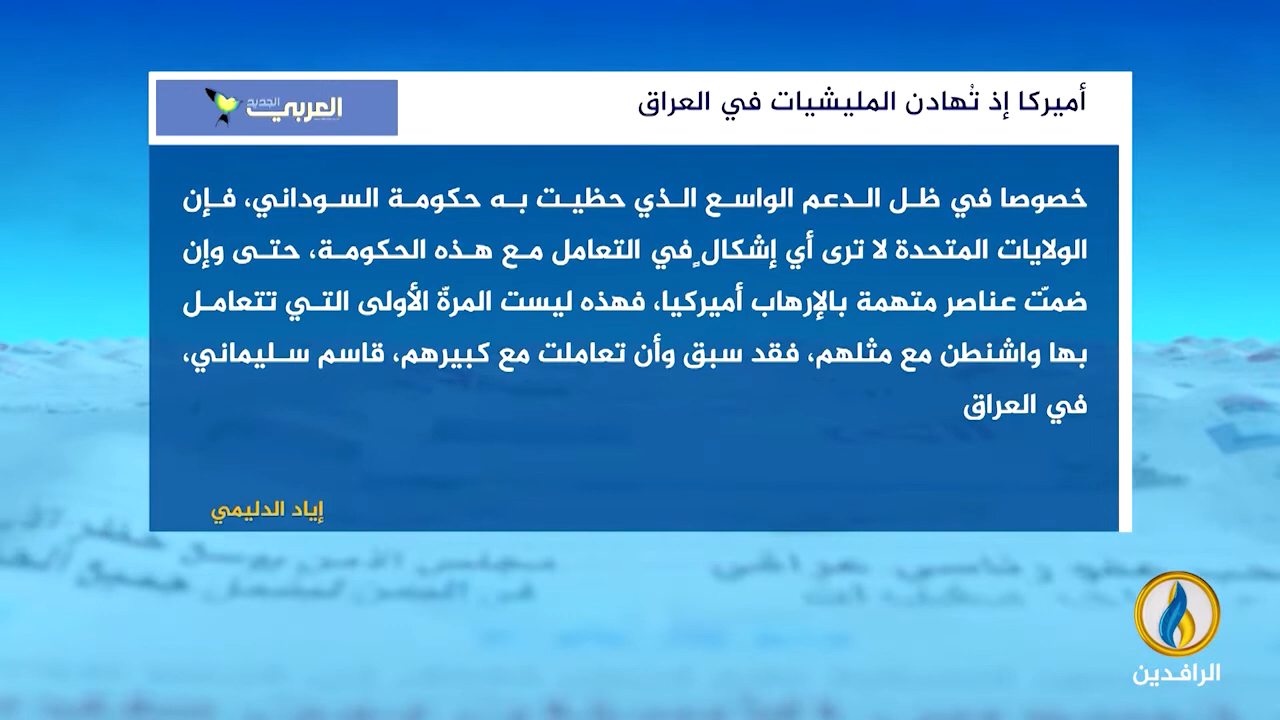 أميركا إذ تُهادن المليشيات في العراق
العربي الجديد
خصوصا في ظل الدعم الواسع الذي حظيت به حكومة السوداني، فإن
الولايات المتحدة لا ترى أي إشكالٍ في التعامل مع هذه الحكومة، حتى وإن
ضمّت عناصر متهمة بالإرهاب أميركيا، فهذه ليست المرّة الأولى التي تتعامل
بها واشنطن مع مثلهم، فقد سبق وأن تعاملت مع كبيرهم، قاسم سليماني،
في العراق
إياد الدليمي
الرافدين